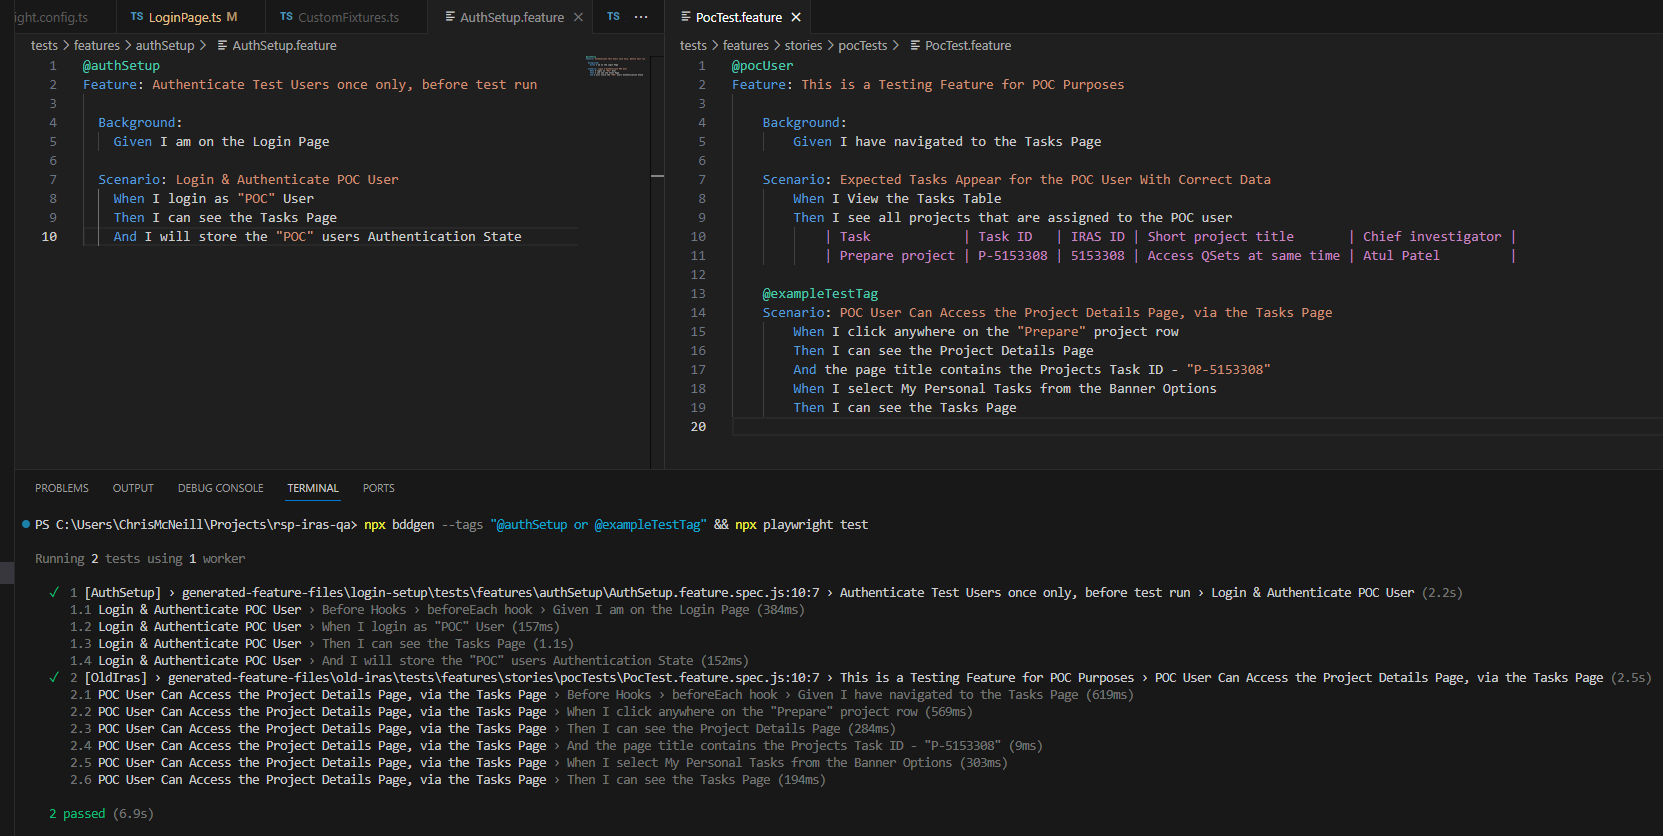 ight.config.ts
TS LoginPage.ts M
TS CustomFixtures.ts
AuthSetup.feature
TS ...
PocTest.feature
tests > features > authSetup > AuthSetup.feature
1 @authSetup
2 Feature: Authenticate Test Users once only, before test run
3
4 Background:
5 Given I am on the Login Page
6
7 Scenario: Login & Authenticate POC User
8 When I login as "POC" User
9 Then I can see the Tasks Page
10 And I will store the "POC" users Authentication State
tests > features > stories > pocTests > PocTest.feature
1 @pocUser
2 Feature: This is a Testing Feature for POC Purposes
3
4 Background:
5 Given I have navigated to the Tasks Page
6
7 Scenario: Expected Tasks Appear for the POC User With Correct Data
8 When I View the Tasks Table
9 Then I see all projects that are assigned to the POC user
10 | Task | Task ID | IRAS ID | Short project title | Chief investigator |
11 | Prepare project | P-5153308 | 5153308 | Access QSets at same time | Atul Patel |
12
13 @exampleTestTag
14 Scenario: POC User Can Access the Project Details Page, via the Tasks Page
15 When I click anywhere on the "Prepare" project row
16 Then I can see the Project Details Page
17 And the page title contains the Projects Task ID - "P-5153308"
18 When I select My Personal Tasks from the Banner Options
19 Then I can see the Tasks Page
20
PROBLEMS OUTPUT DEBUG CONSOLE TERMINAL PORTS
PS C:\Users\ChrisMcNeill\Projects\rsp-iras-qa> npx bddgen --tags "@authSetup or @exampleTestTag" && npx playwright test
Running 2 tests using 1 worker
✓ 1 [AuthSetup] › generated-feature-files\login-setup\tests\features\authSetup\AuthSetup.feature.spec.js:10:7 › Authenticate Test Users once only, before test run › Login & Authenticate POC User (2.2s)
1.1 Login & Authenticate POC User › Before Hooks › beforeEach hook › Given I am on the Login Page (384ms)
1.2 Login & Authenticate POC User › When I login as "POC" User (157ms)
1.3 Login & Authenticate POC User › Then I can see the Tasks Page (1.1s)
1.4 Login & Authenticate POC User › And I will store the "POC" users Authentication State (152ms)
✓ 2 [OldIras] › generated-feature-files\old-iras\tests\features\stories\pocTests\PocTest.feature.spec.js:10:7 › This is a Testing Feature for POC Purposes › POC User Can Access the Project Details Page, via the Tasks Page (2.5s)
2.1 POC User Can Access the Project Details Page, via the Tasks Page › Before Hooks › beforeEach hook › Given I have navigated to the Tasks Page (619ms)
2.2 POC User Can Access the Project Details Page, via the Tasks Page › When I click anywhere on the "Prepare" project row (569ms)
2.3 POC User Can Access the Project Details Page, via the Tasks Page › Then I can see the Project Details Page (284ms)
2.4 POC User Can Access the Project Details Page, via the Tasks Page › And the page title contains the Projects Task ID - "P-5153308" (9ms)
2.5 POC User Can Access the Project Details Page, via the Tasks Page › When I select My Personal Tasks from the Banner Options (303ms)
2.6 POC User Can Access the Project Details Page, via the Tasks Page › Then I can see the Tasks Page (194ms)
2 passed (6.9s)